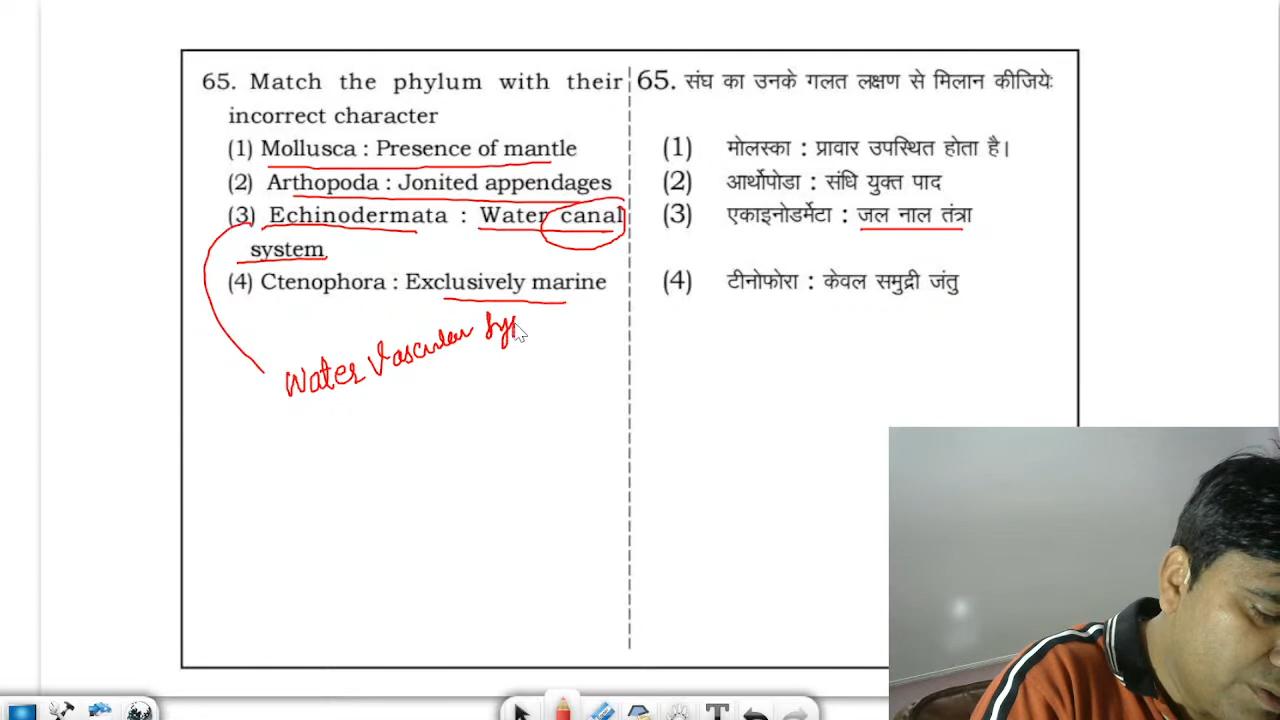 65. Match the phylum with their
incorrect character
(1) Mollusca : Presence of mantle
(2) Arthopoda : Jonited appendages
(3) Echinodermata : Water canal
system
(4) Ctenophora : Exclusively marine
Water Vascular Sys
65. संघ का उनके गलत लक्षण से मिलान कीजियेः
(1) मोलस्का : प्रावार उपस्थित होता है।
(2) आर्थोपोडा : संधि युक्त पाद
(3) एकाइनोडर्मेटा : जल नाल तंत्रा
(4) टीनोफोरा : केवल समुद्री जंतु